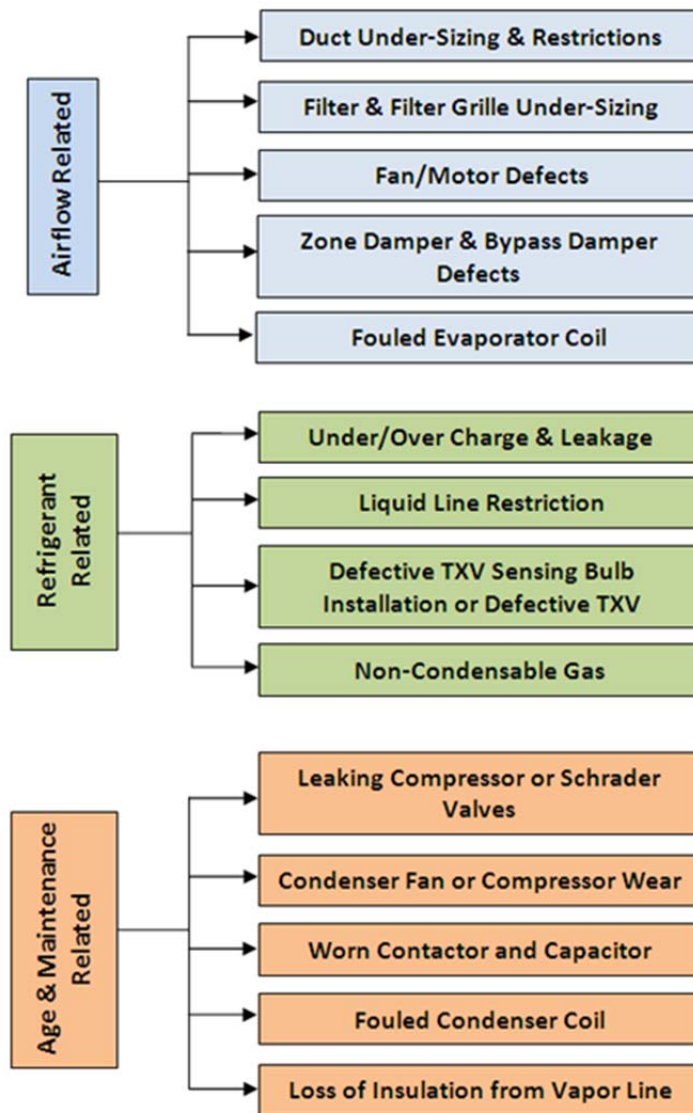 Airflow Related
Duct Under-Sizing & Restrictions
Filter & Filter Grille Under-Sizing
Fan/Motor Defects
Zone Damper & Bypass Damper
Defects
Fouled Evaporator Coil
Refrigerant
Related
Under/Over Charge & Leakage
Liquid Line Restriction
Defective TXV Sensing Bulb
Installation or Defective TXV
Non-Condensable Gas
Age & Maintenance
Related
Leaking Compressor or Schrader
Valves
Condenser Fan or Compressor Wear
Worn Contactor and Capacitor
Fouled Condenser Coil
Loss of Insulation from Vapor Line